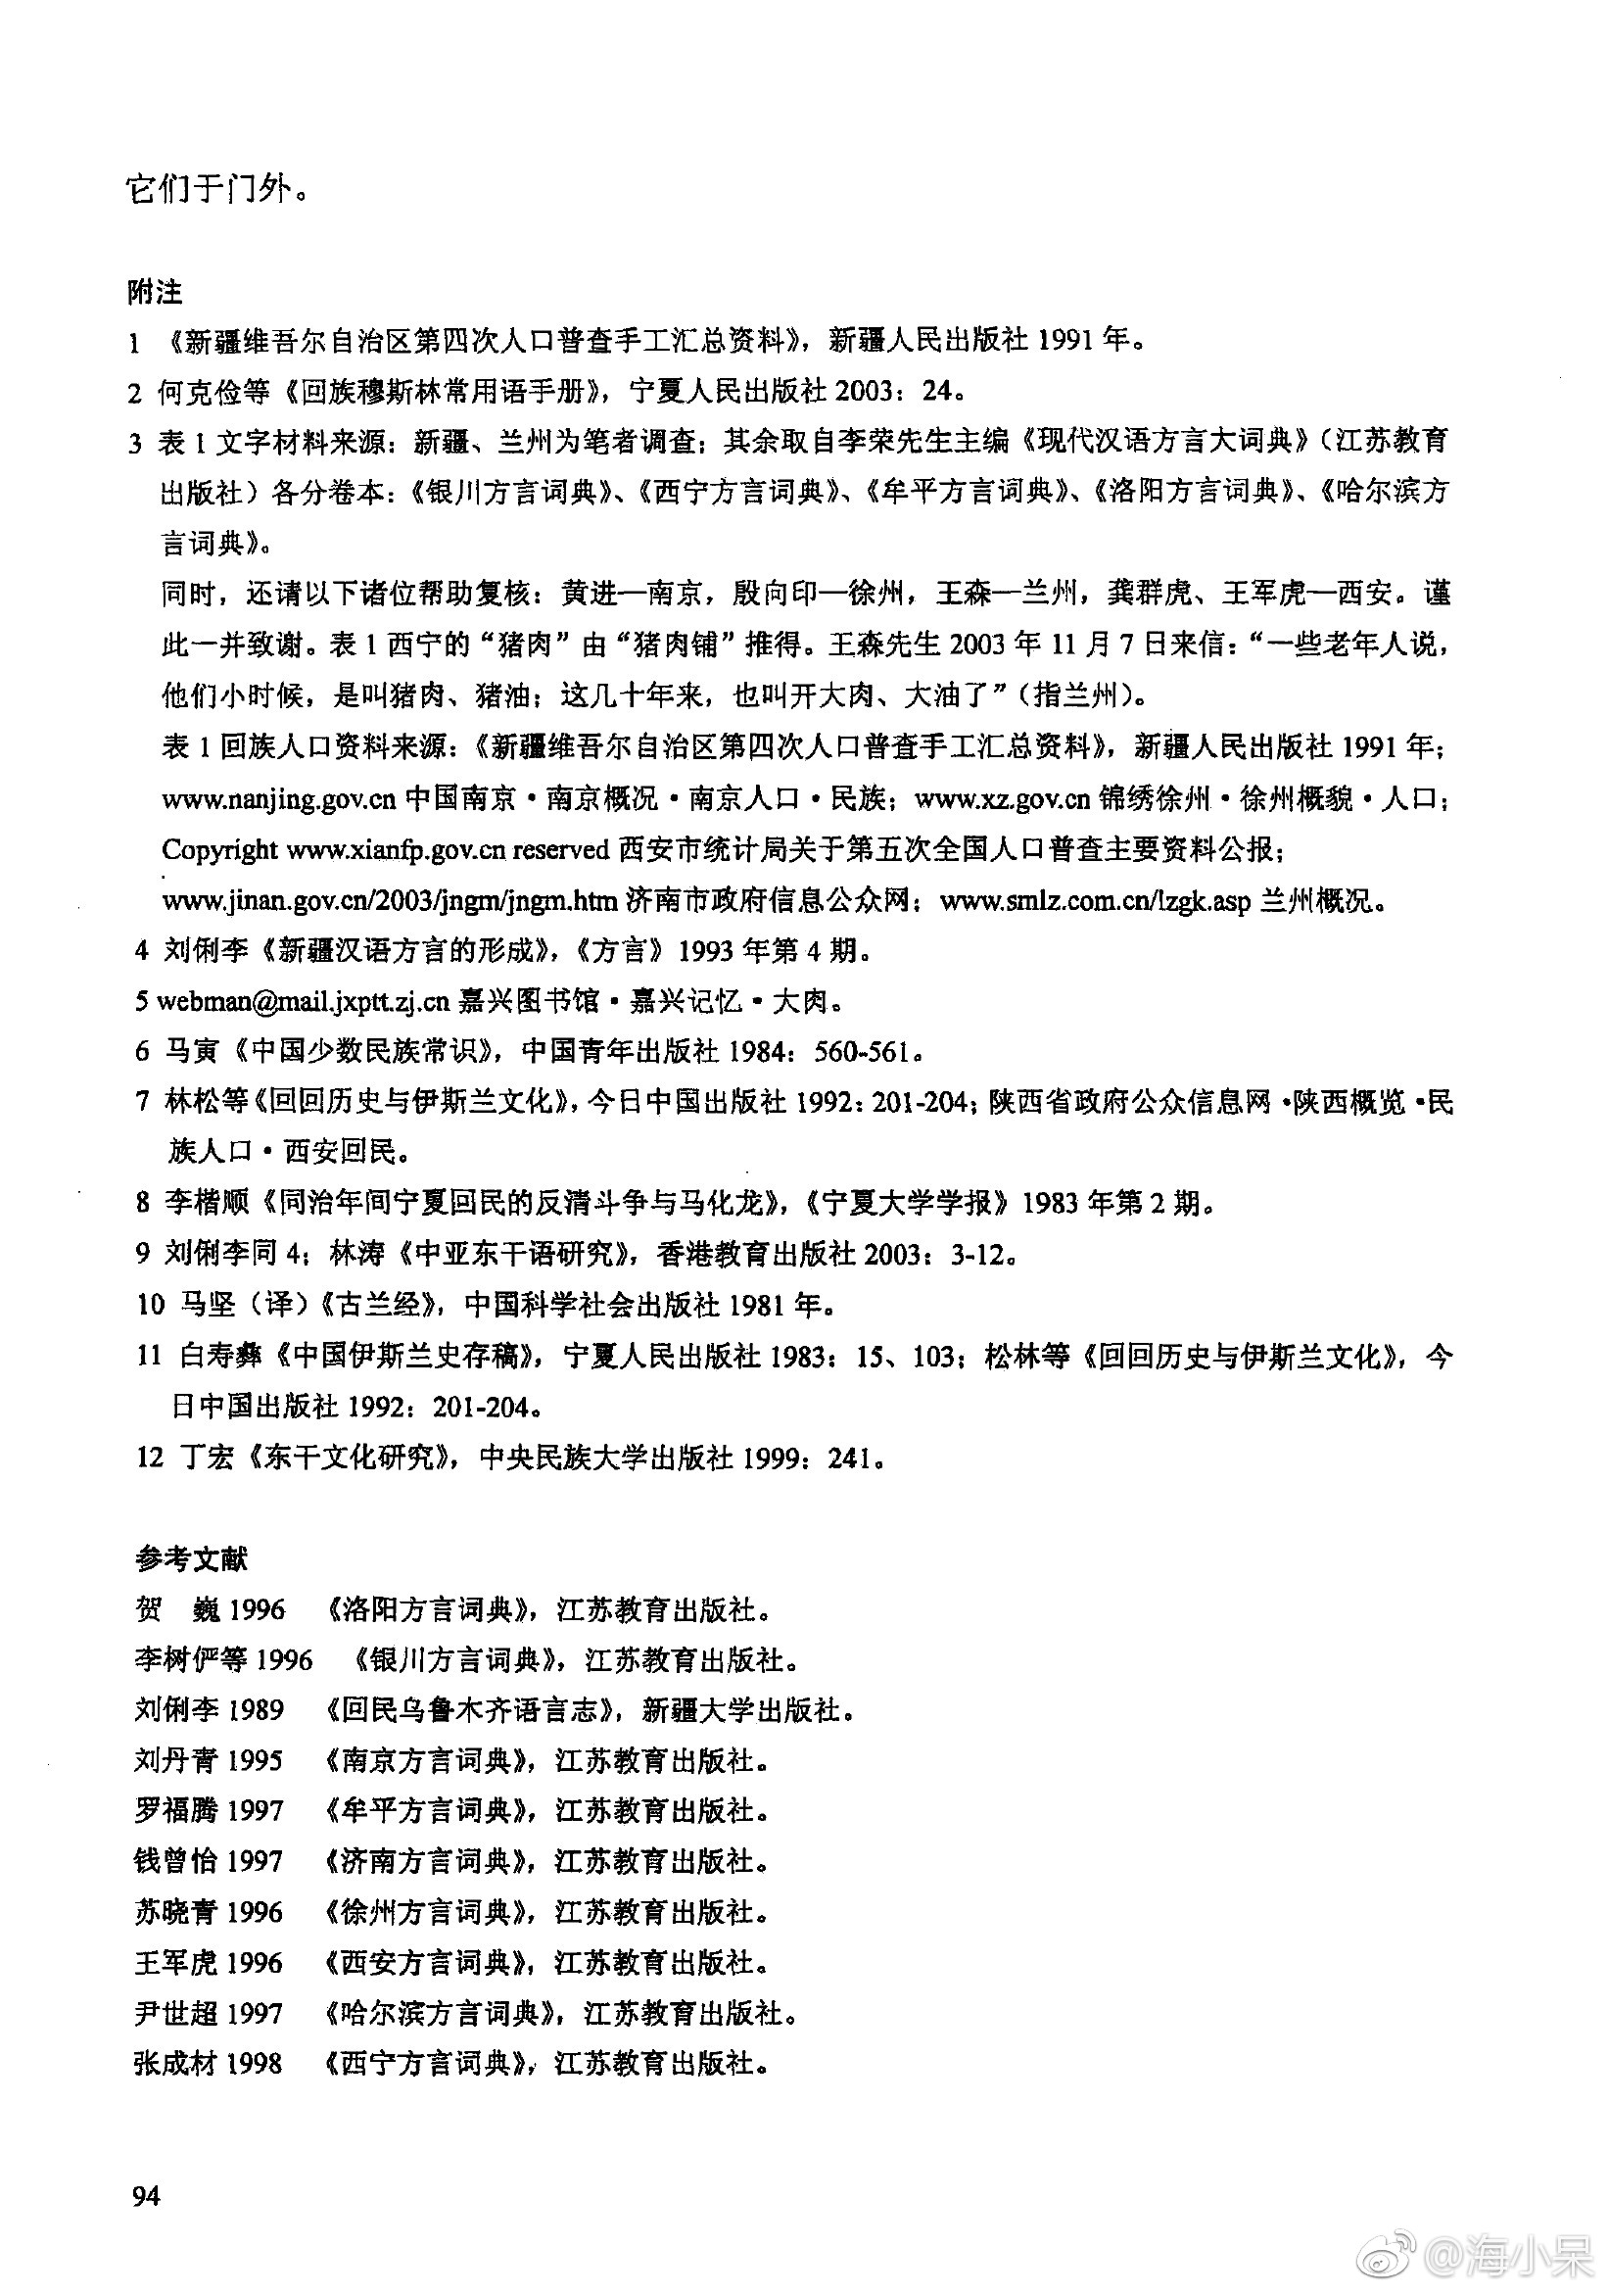 它们于门外。
附注
1 《新疆维吾尔自治区第四次人口普查手工汇总资料》，新疆人民出版社 1991 年。
2 何克俭等《回族穆斯林常用语手册》，宁夏人民出版社 2003：24。
3 表 1 文字材料来源：新疆、兰州为笔者调查；其余取自李荣先生主编《现代汉语方言大词典》（江苏教育
出版社）各分卷本：《银川方言词典》、《西宁方言词典》、《牟平方言词典》、《洛阳方言词典》、《哈尔滨方
言词典》。
同时，还请以下诸位帮助复核：黄进—南京，殷向印—徐州，王森—兰州，龚群虎、王军虎—西安。谨
此一并致谢。表 1 西宁的“猪肉”由“猪肉铺”推得。王森先生 2003 年 11 月 7 日来信：“一些老年人说，
他们小时候，是叫猪肉、猪油；这几十年来，也叫开大肉、大油了”（指兰州）。
表 1 回族人口资料来源：《新疆维吾尔自治区第四次人口普查手工汇总资料》，新疆人民出版社 1991 年；
www.nanjing.gov.cn 中国南京·南京概况·南京人口·民族；www.xz.gov.cn 锦绣徐州·徐州概貌·人口；
Copyright www.xianfp.gov.cn reserved 西安市统计局关于第五次全国人口普查主要资料公报；
www.jinan.gov.cn/2003/jngm/jngm.htm 济南市政府信息公众网；www.smlz.com.cn/lzgk.asp 兰州概况。
4 刘俐李《新疆汉语方言的形成》，《方言》1993 年第 4 期。
5 webman@mail.jxptt.zj.cn 嘉兴图书馆·嘉兴记忆·大肉。
6 马寅《中国少数民族常识》，中国青年出版社 1984：560-561。
7 林松等《回回历史与伊斯兰文化》，今日中国出版社 1992：201-204；陕西省政府公众信息网·陕西概览·民
族人口·西安回民。
8 李楷顺《同治年间宁夏回民的反清斗争与马化龙》，《宁夏大学学报》1983 年第 2 期。
9 刘俐李同 4；林涛《中亚东干语研究》，香港教育出版社 2003：3-12。
10 马坚（译）《古兰经》，中国科学社会出版社 1981 年。
11 白寿彝《中国伊斯兰史存稿》，宁夏人民出版社 1983：15、103；松林等《回回历史与伊斯兰文化》，今
日中国出版社 1992：201-204。
12 丁宏《东干文化研究》，中央民族大学出版社 1999：241。
参考文献
贺 巍 1996 《洛阳方言词典》，江苏教育出版社。
李树俨等 1996 《银川方言词典》，江苏教育出版社。
刘俐李 1989 《回民乌鲁木齐语言志》，新疆大学出版社。
刘丹青 1995 《南京方言词典》，江苏教育出版社。
罗福腾 1997 《牟平方言词典》，江苏教育出版社。
钱曾怡 1997 《济南方言词典》，江苏教育出版社。
苏晓青 1996 《徐州方言词典》，江苏教育出版社。
王军虎 1996 《西安方言词典》，江苏教育出版社。
尹世超 1997 《哈尔滨方言词典》，江苏教育出版社。
张成材 1998 《西宁方言词典》，江苏教育出版社。
94
@海小呆